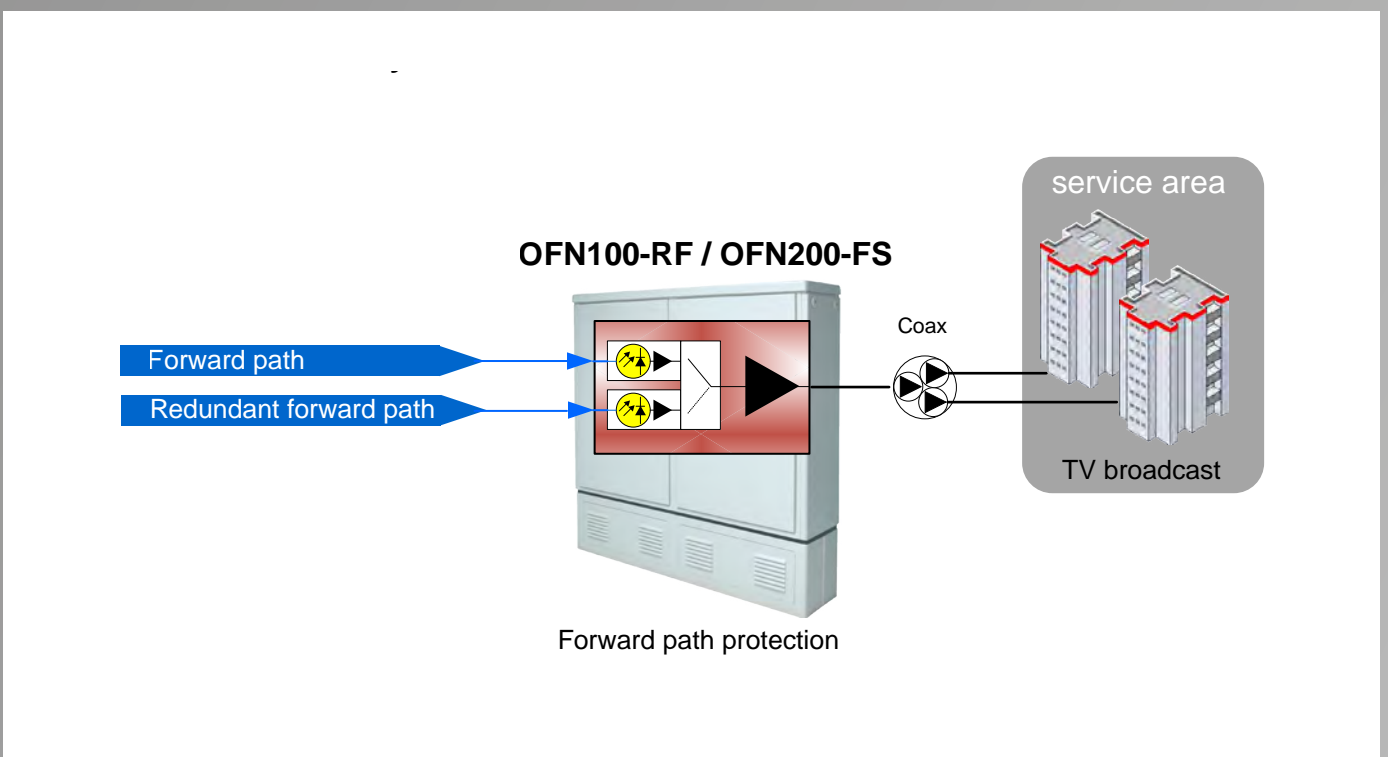 service area
OFN100-RF / OFN200-FS
Coax
Forward path
Redundant forward path
TV broadcast
Forward path protection